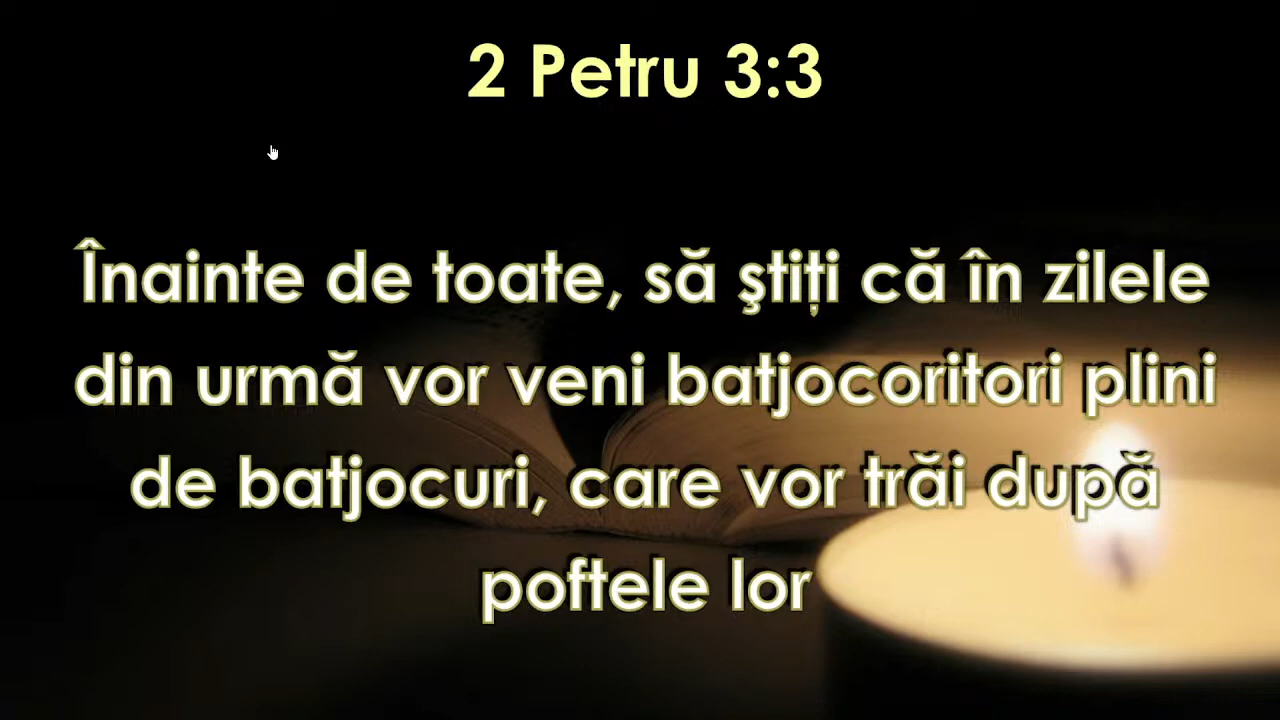 2 Petru 3:3
Înainte de toate, să ştiți că în zilele
din urmă vor veni batjocoritori plini
de batjocuri, care vor trăi după
poftele lor